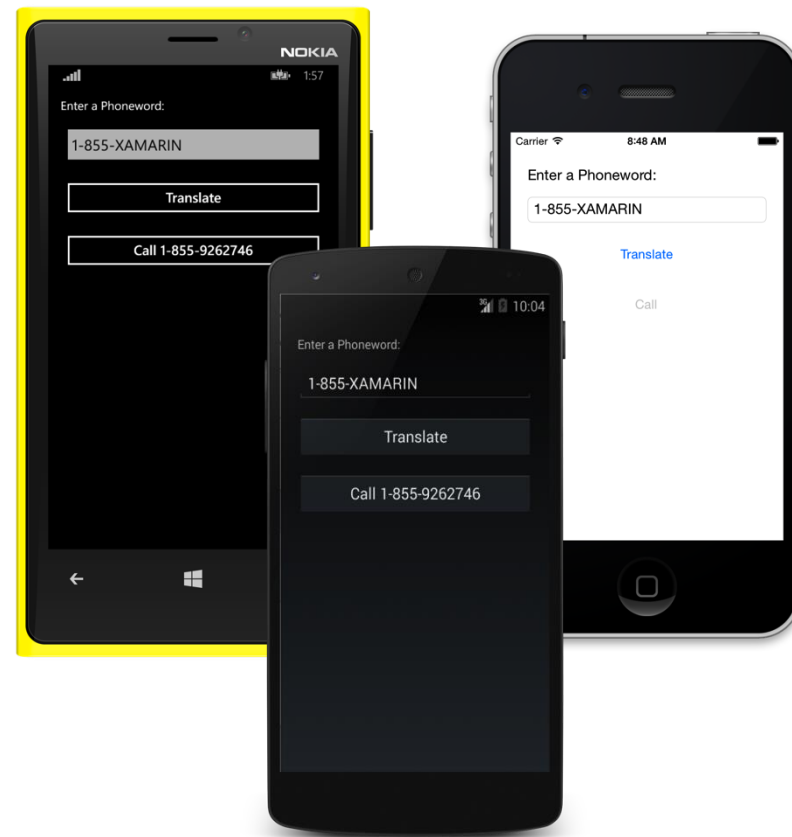 NOKIA
1:57
Enter a Phoneword:
1-855-XAMARIN
Translate
Call 1-855-9262746
Carrier 8:48 AM
Enter a Phoneword:
1-855-XAMARIN
Translate
Call
3G 10:04
Enter a Phoneword:
1-855-XAMARIN
Translate
Call 1-855-9262746